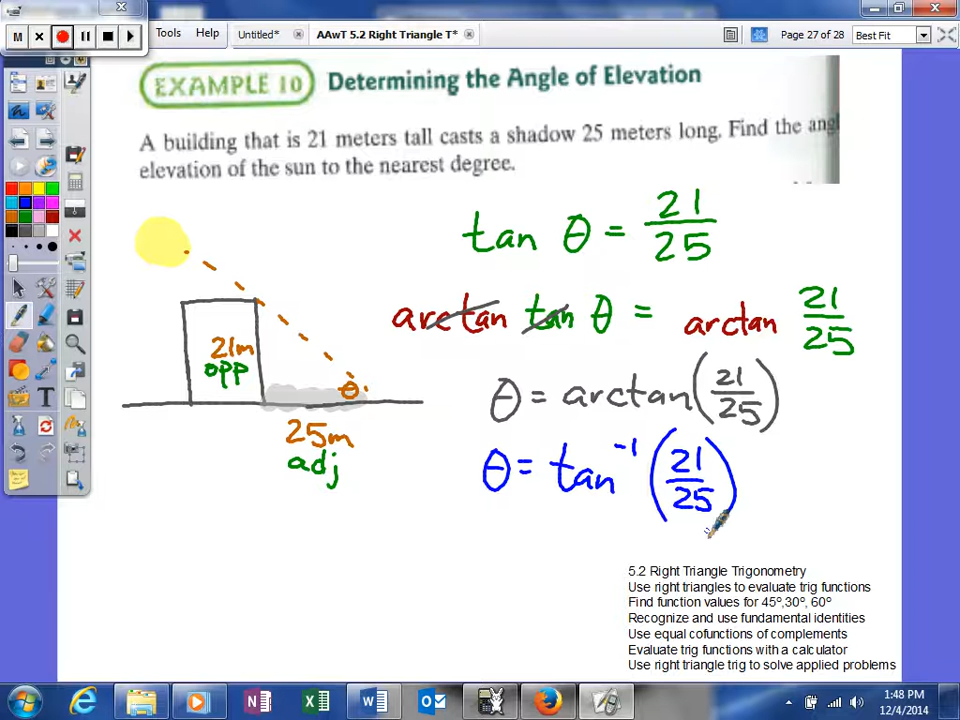 M
Tools Help Untitled* AAwT 5.2 Right Triangle T* Page 27 of 28 Best Fit
EXAMPLE 10 Determining the Angle of Elevation
A building that is 21 meters tall casts a shadow 25 meters long. Find the angl
elevation of the sun to the nearest degree.
tan θ = 21/25
arctan tan θ = arctan 21/25
21m
opp
θ
25m
adj
θ = arctan(21/25)
θ = tan⁻¹(21/25)
5.2 Right Triangle Trigonometry
Use right triangles to evaluate trig functions
Find function values for 45°,30°, 60°
Recognize and use fundamental identities
Use equal cofunctions of complements
Evaluate trig functions with a calculator
Use right triangle trig to solve applied problems
1:48 PM
12/4/2014